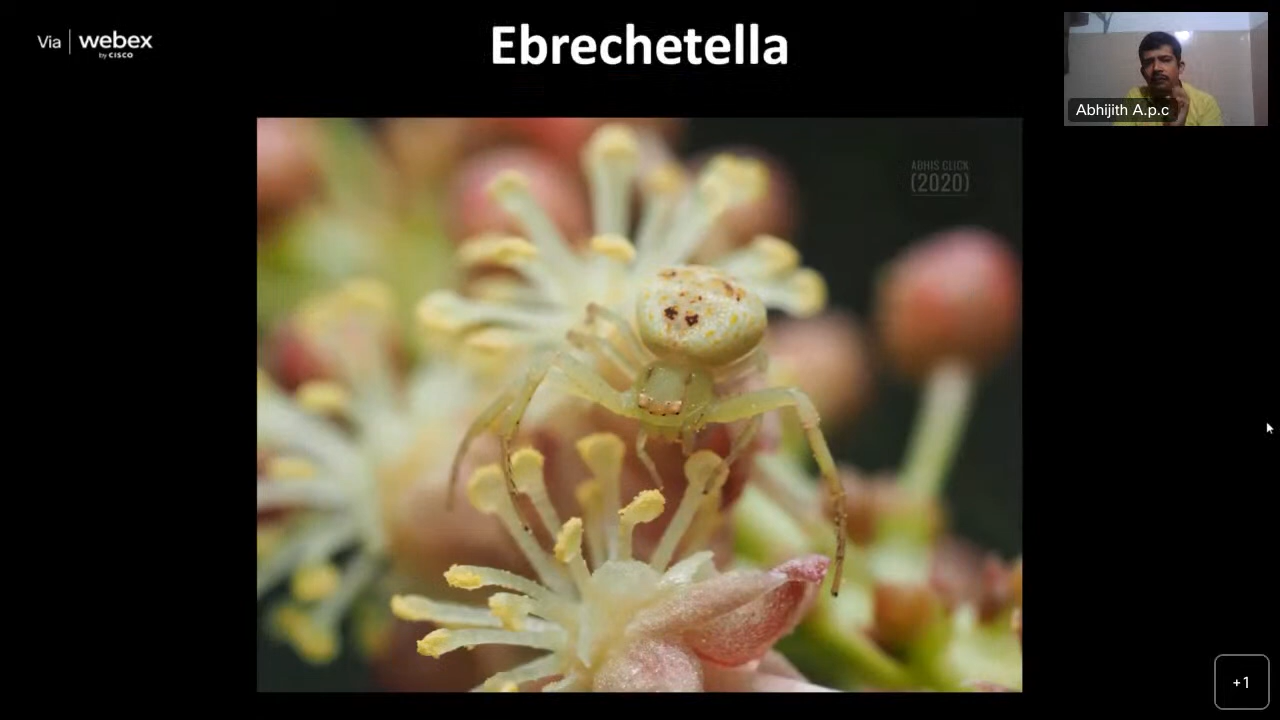 Via | webex
by CISCO
Ebrechetella
Abhijith A.p.c
ABHIS CLICK
(2020)
+1